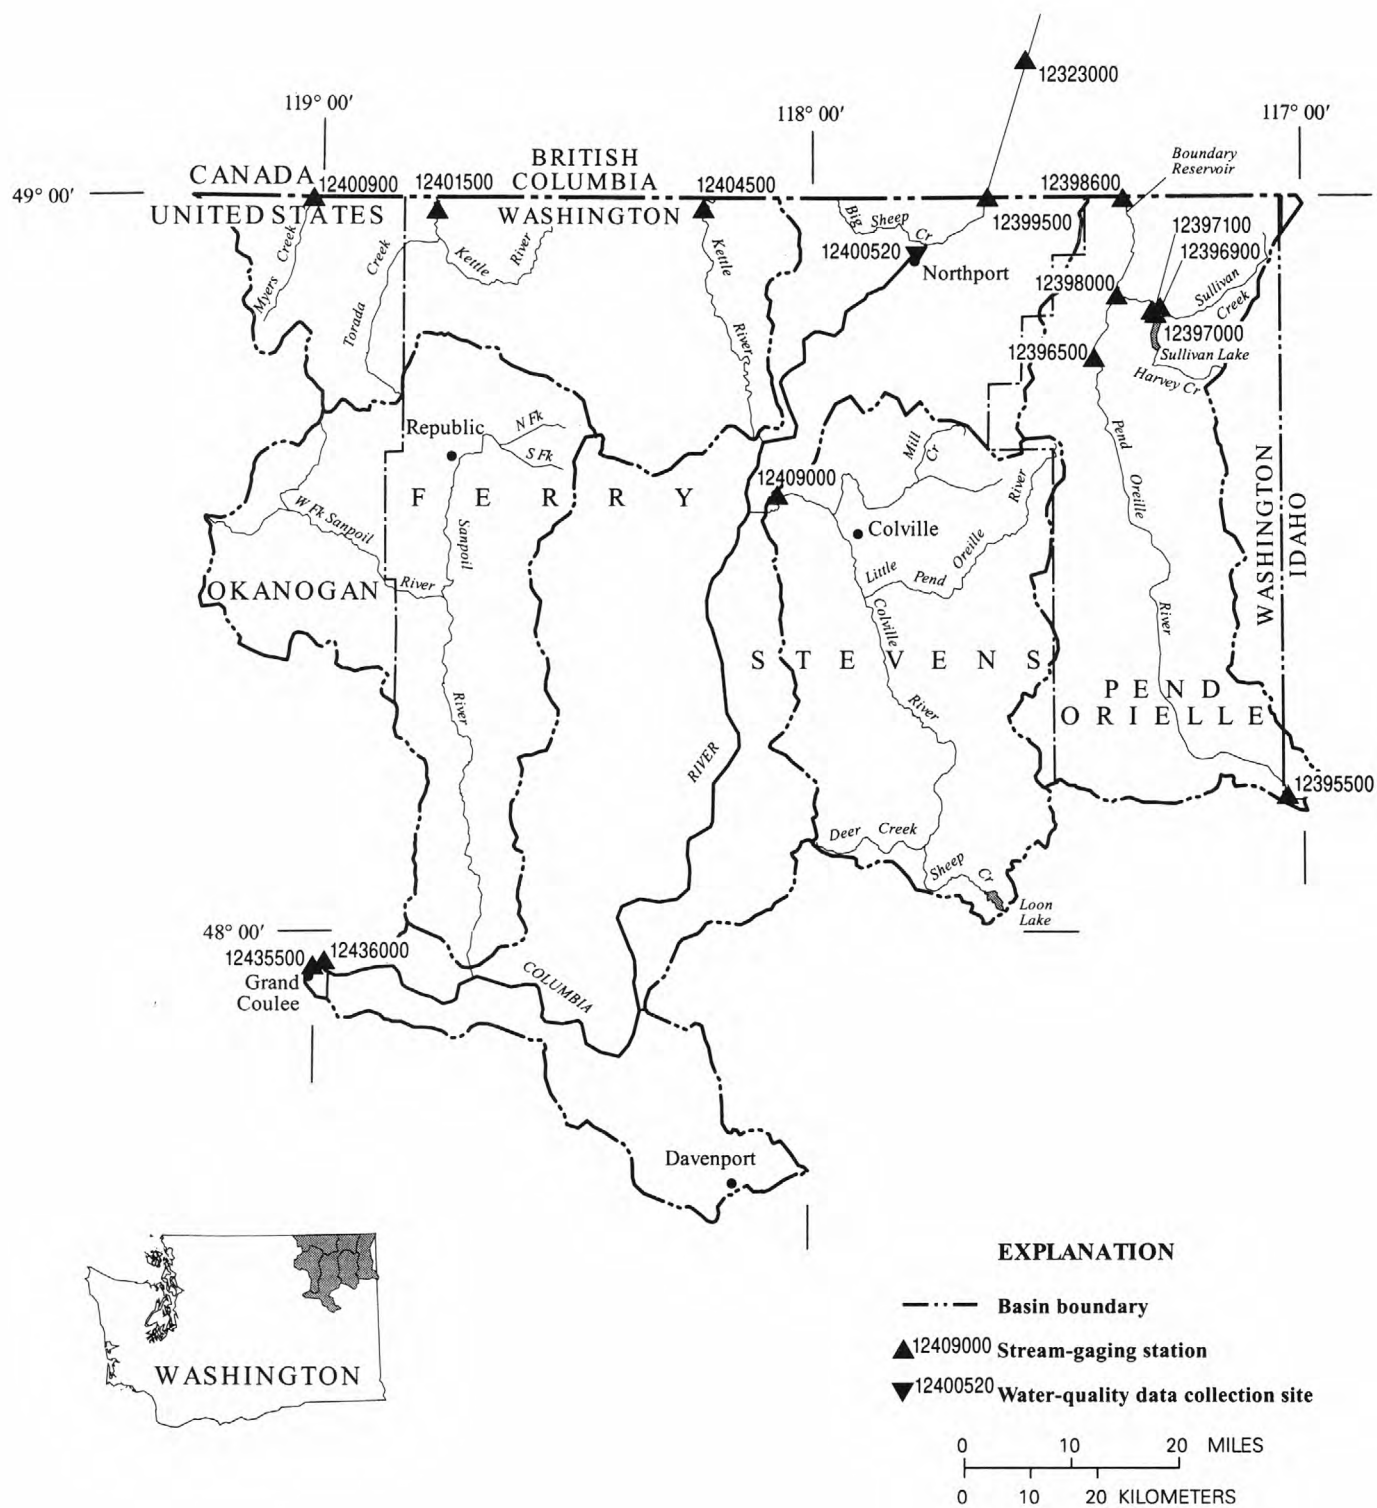 12323000
119° 00'
118° 00'
117° 00'
Boundary
Reservoir
49° 00'
CANADA
UNITED STATES
BRITISH
COLUMBIA
WASHINGTON
12400900
12401500
12404500
12398600
12399500
12397100
12396900
12400520
Northport
Big Sheep Cr
Myers Creek
Torada Creek
Kettle River
Kettle River
12398000
Sullivan
Creek
12397000
Sullivan Lake
12396500
Harvey Cr
Republic
N Fk
S Fk
Mill
Cr
FERRY
12409000
Colville
W Fk Sanpoil
River
Sanpoil
River
Little Pend Oreille River
Pend Oreille River
WASHINGTON
IDAHO
OKANOGAN
Colville River
STEVENS
PEND
ORIELLE
RIVER
12395500
Deer Creek
Sheep Cr
Loon
Lake
48° 00'
12435500
12436000
Grand
Coulee
COLUMBIA
Davenport
WASHINGTON
EXPLANATION
Basin boundary
12409000 Stream-gaging station
12400520 Water-quality data collection site
0 10 20 MILES
0 10 20 KILOMETERS